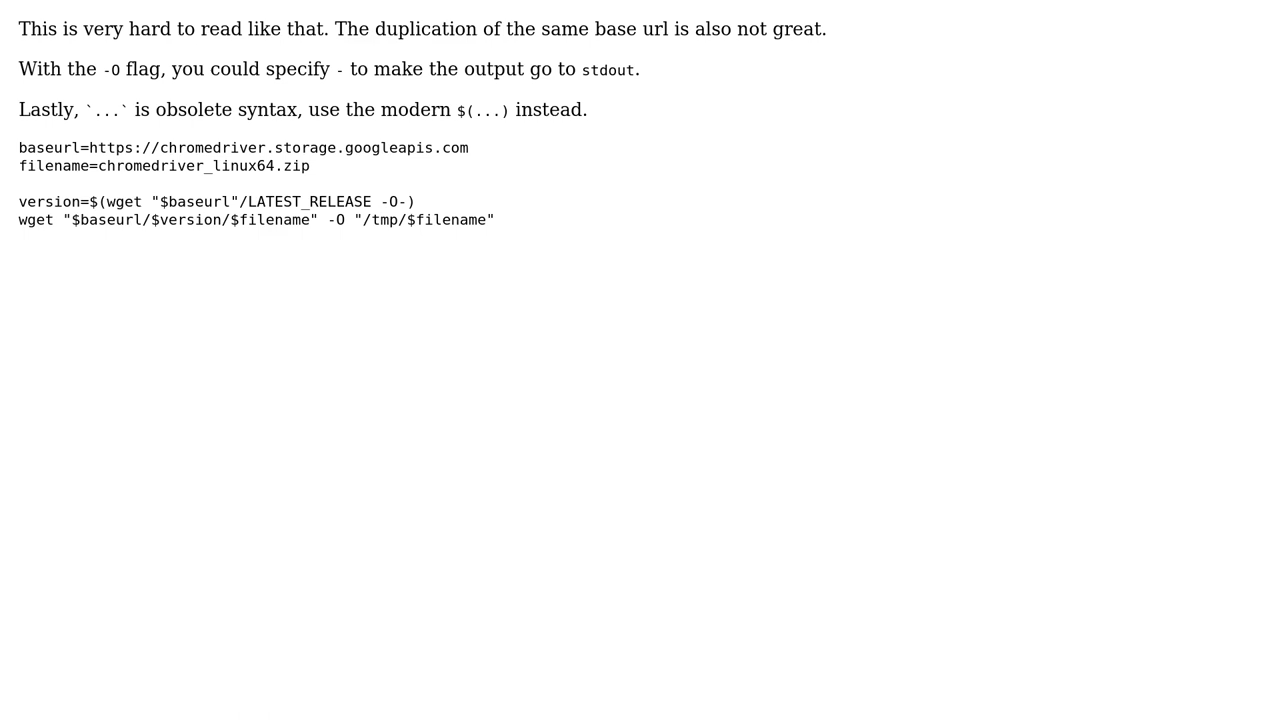 This is very hard to read like that. The duplication of the same base url is also not great.
With the -O flag, you could specify - to make the output go to stdout.
Lastly, `...` is obsolete syntax, use the modern $(...) instead.
baseurl=https://chromedriver.storage.googleapis.com
filename=chromedriver_linux64.zip

version=$(wget "$baseurl"/LATEST_RELEASE -O-)
wget "$baseurl/$version/$filename" -O "/tmp/$filename"